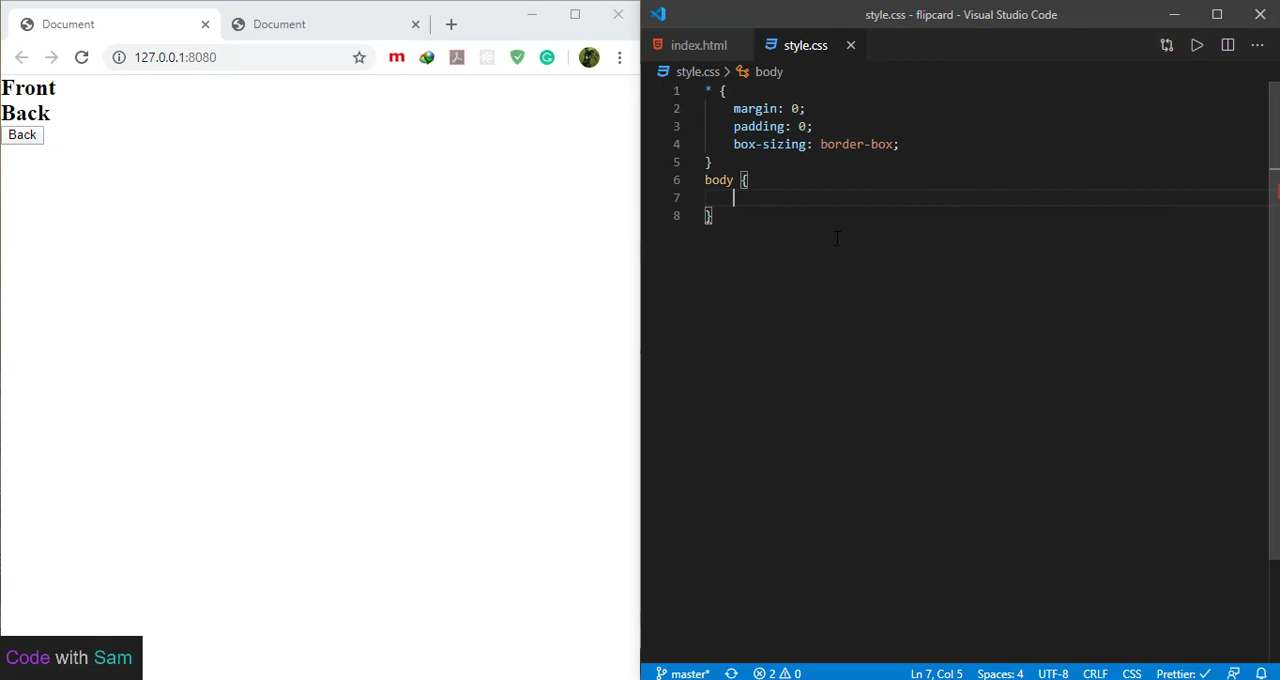 Document
Document
127.0.0.1:8080
Front
Back
Back
Code with Sam
style.css - flipcard - Visual Studio Code
index.html
style.css
style.css > body
1 * {
2 margin: 0;
3 padding: 0;
4 box-sizing: border-box;
5 }
6 body {
7
8 }
master* 2 0 Ln 7, Col 5 Spaces: 4 UTF-8 CRLF CSS Prettier: ✓